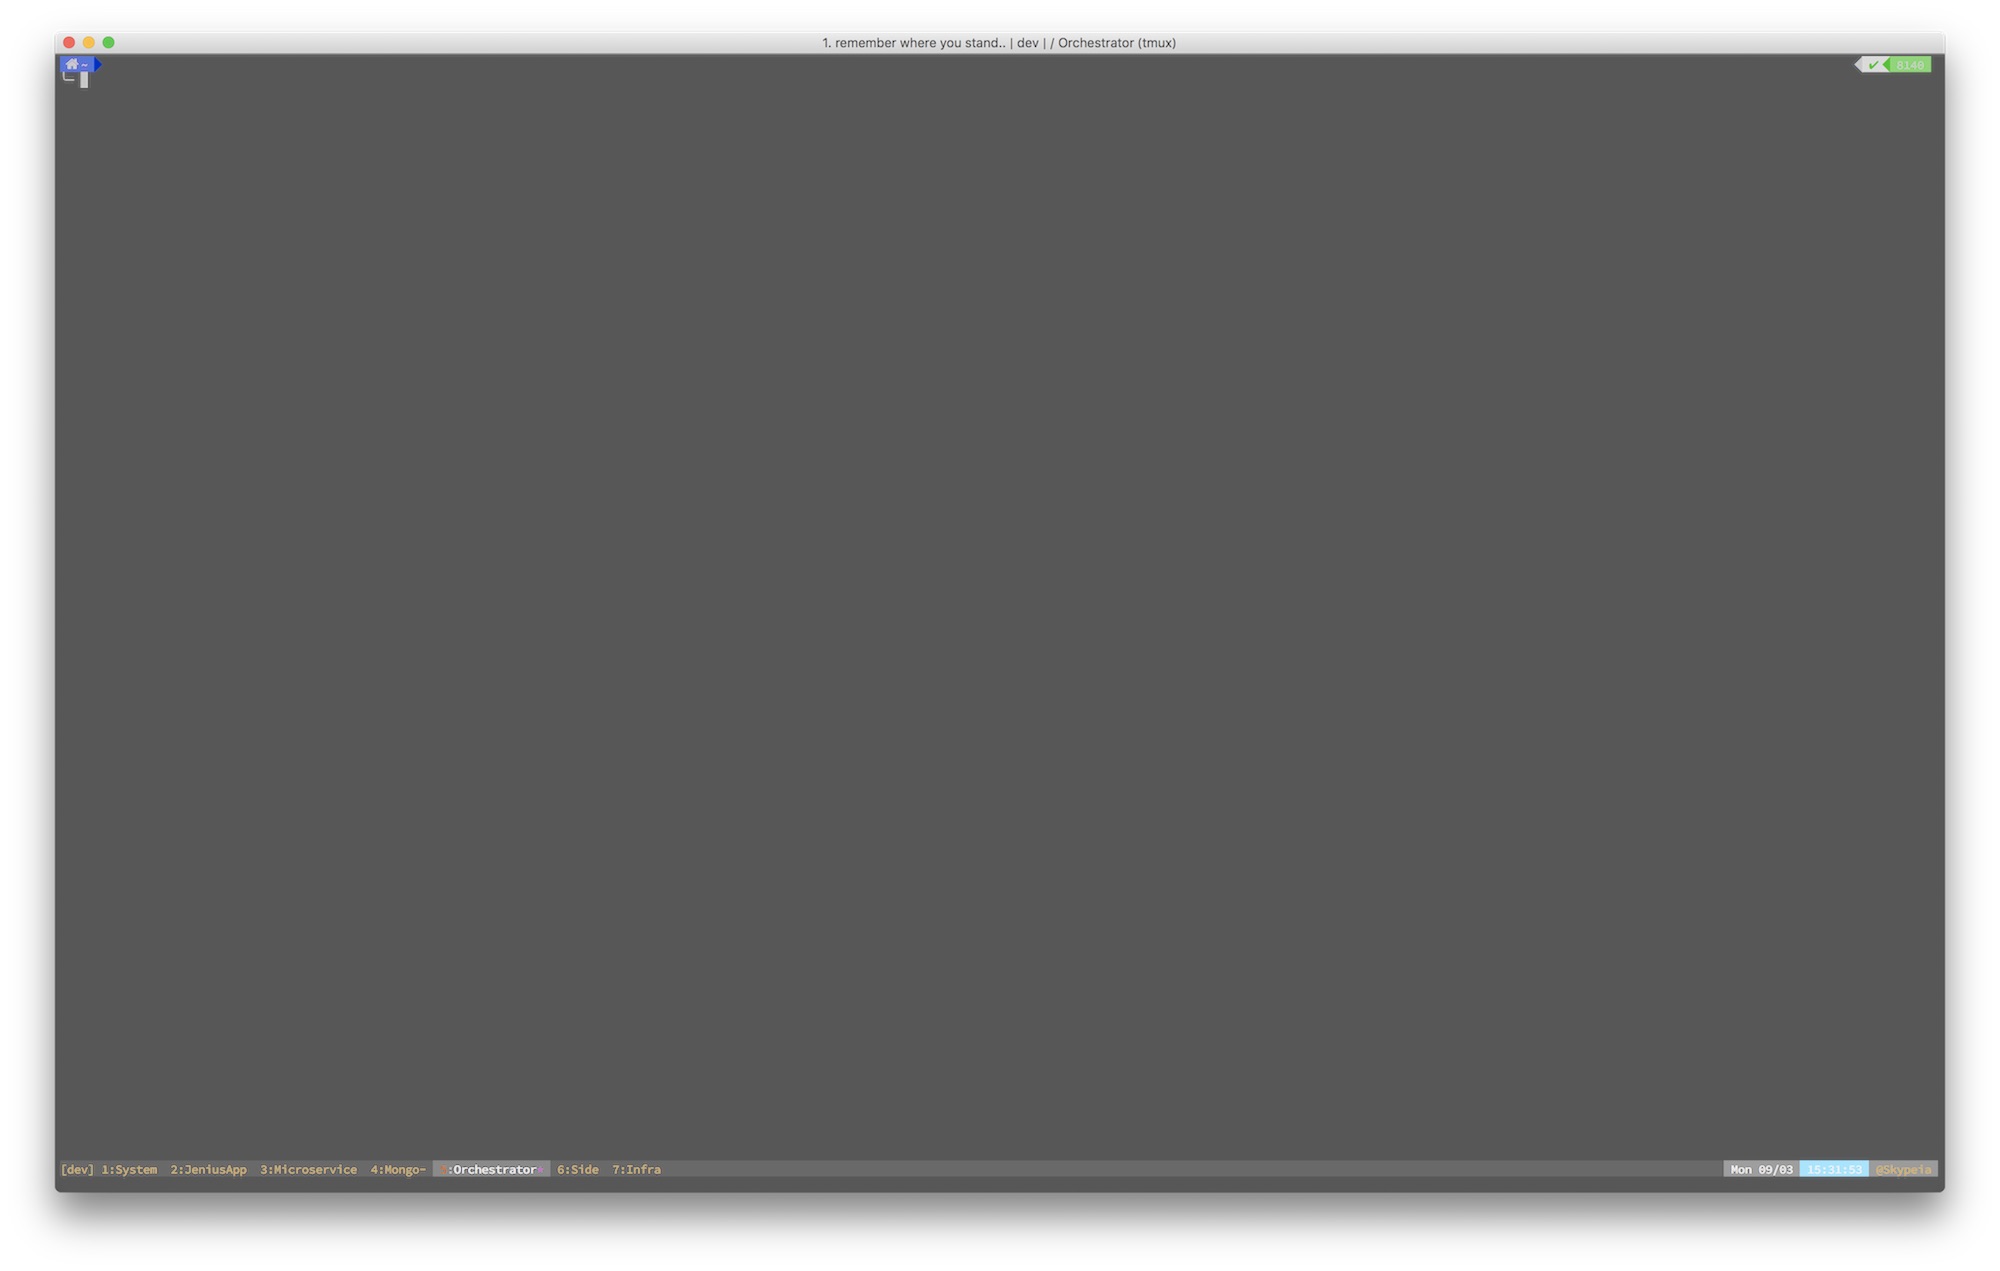 1. remember where you stand.. | dev | / Orchestrator (tmux)
~ ✔ 8140
[dev] 1:System 2:JeniusApp 3:Microservice 4:Mongo- :Orchestrator* 6:Side 7:Infra Mon 09/03 15:31:53 @Skypeia